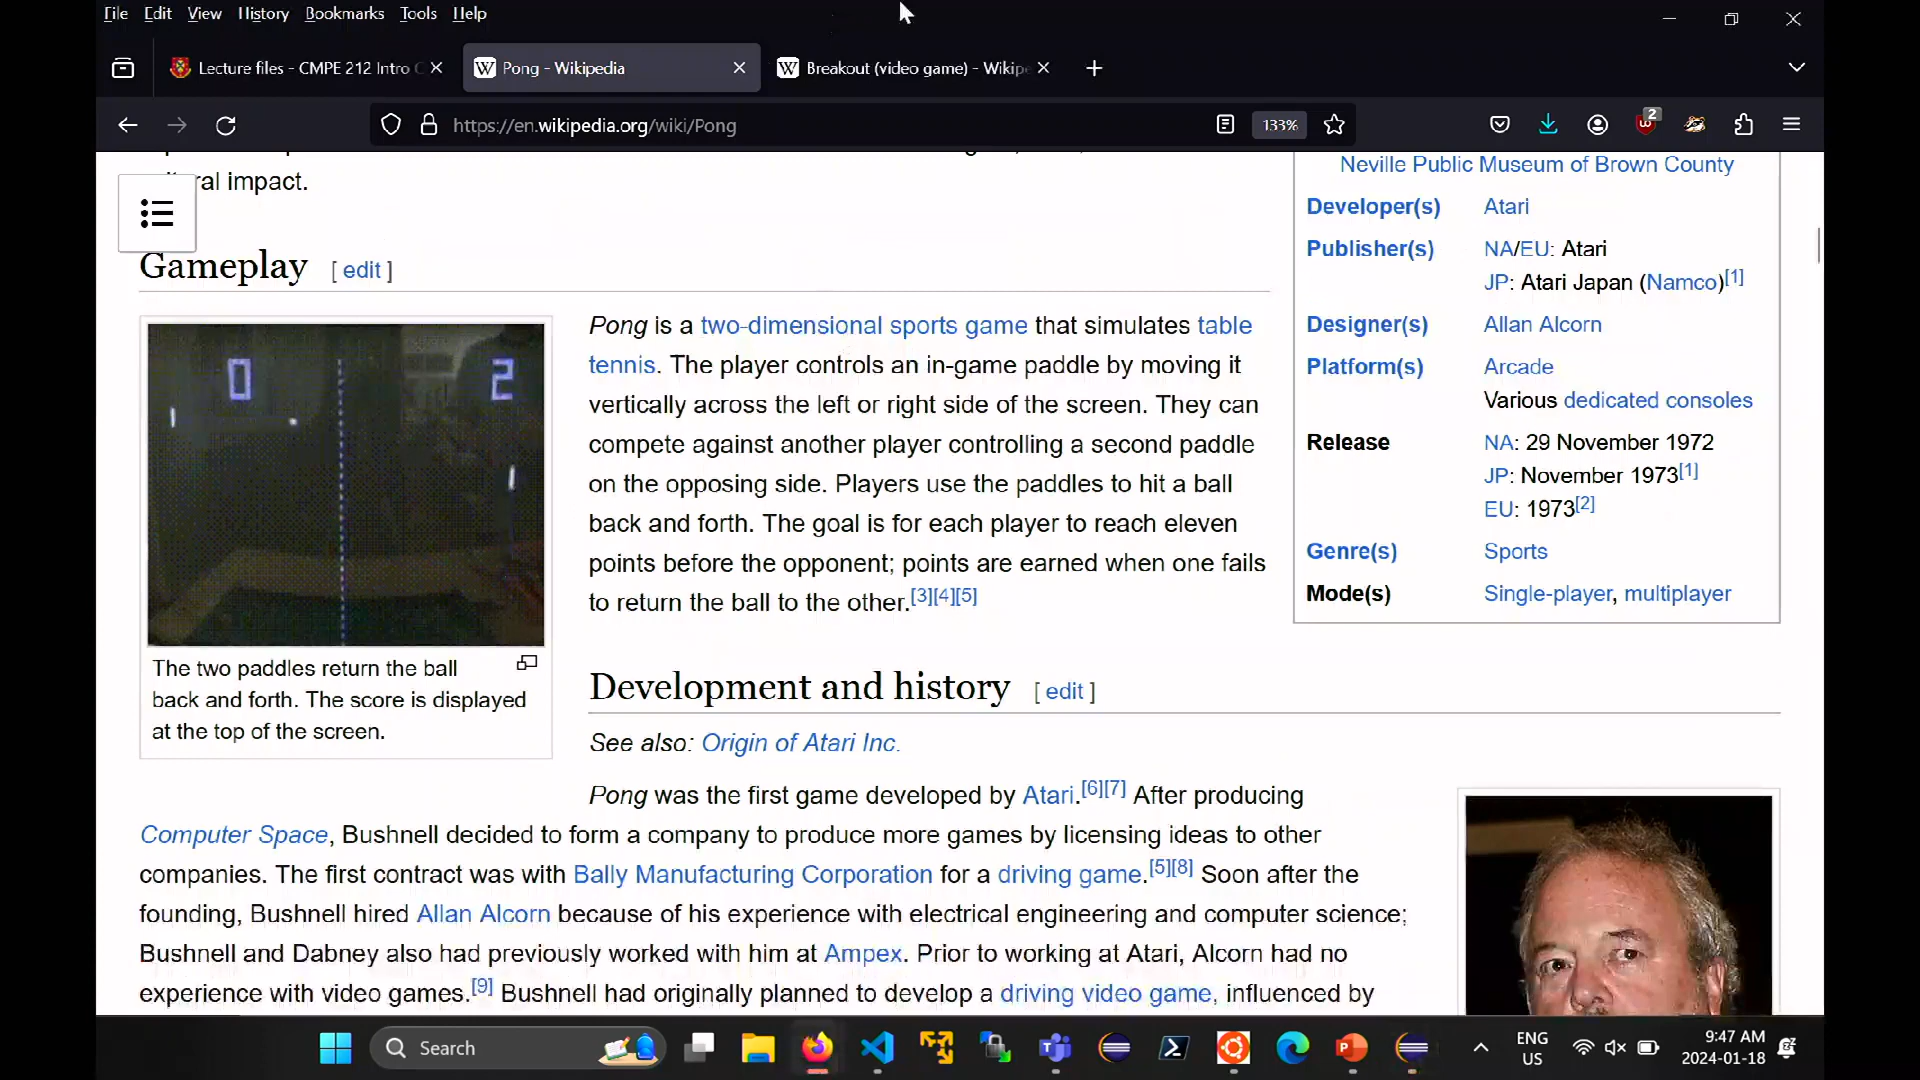 File Edit View History Bookmarks Tools Help
Lecture files - CMPE 212 Intro C
Pong - Wikipedia
Breakout (video game) - Wikipe
https://en.wikipedia.org/wiki/Pong
133%
2
ral impact.
Neville Public Museum of Brown County
Developer(s) Atari
Publisher(s) NA/EU: Atari
JP: Atari Japan (Namco)[1]
Designer(s) Allan Alcorn
Platform(s) Arcade
Various dedicated consoles
Release NA: 29 November 1972
JP: November 1973[1]
EU: 1973[2]
Genre(s) Sports
Mode(s) Single-player, multiplayer
Gameplay [ edit ]
0 2
The two paddles return the ball
back and forth. The score is displayed
at the top of the screen.
Pong is a two-dimensional sports game that simulates table
tennis. The player controls an in-game paddle by moving it
vertically across the left or right side of the screen. They can
compete against another player controlling a second paddle
on the opposing side. Players use the paddles to hit a ball
back and forth. The goal is for each player to reach eleven
points before the opponent; points are earned when one fails
to return the ball to the other.[3][4][5]
Development and history [ edit ]
See also: Origin of Atari Inc.
Pong was the first game developed by Atari.[6][7] After producing
Computer Space, Bushnell decided to form a company to produce more games by licensing ideas to other
companies. The first contract was with Bally Manufacturing Corporation for a driving game.[5][8] Soon after the
founding, Bushnell hired Allan Alcorn because of his experience with electrical engineering and computer science;
Bushnell and Dabney also had previously worked with him at Ampex. Prior to working at Atari, Alcorn had no
experience with video games.[9] Bushnell had originally planned to develop a driving video game, influenced by
Search
ENG
US
9:47 AM
2024-01-18